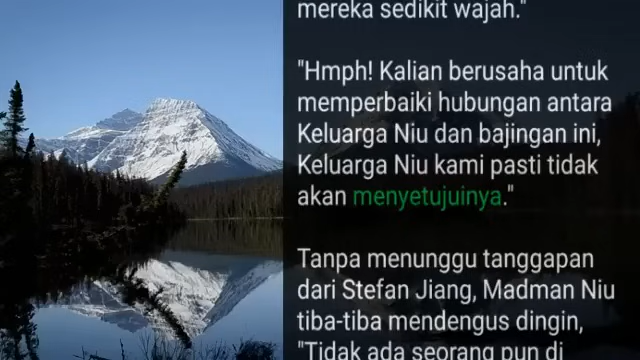 mereka sedikit wajah."
"Hmph! Kalian berusaha untuk
memperbaiki hubungan antara
Keluarga Niu dan bajingan ini,
Keluarga Niu kami pasti tidak
akan menyetujuinya."
Tanpa menunggu tanggapan
dari Stefan Jiang, Madman Niu
tiba-tiba mendengus dingin,
"Tidak ada seorang pun di